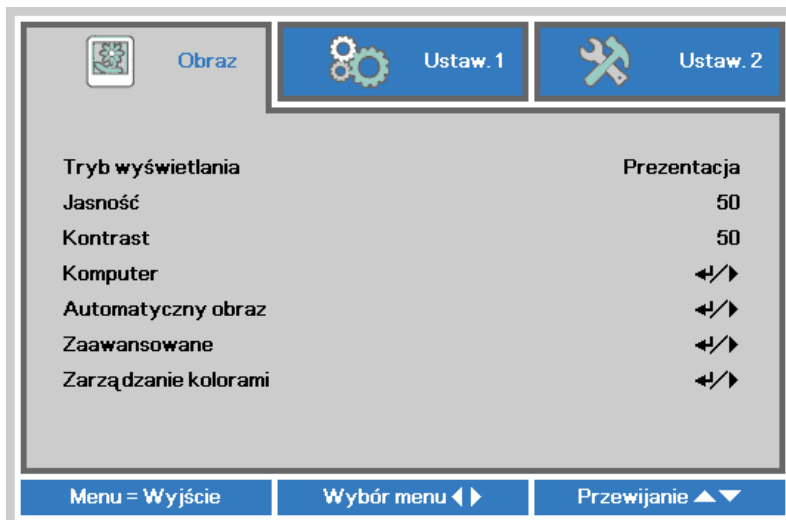 Obraz Ustaw. 1 Ustaw. 2
Tryb wyświetlania Prezentacja
Jasność 50
Kontrast 50
Komputer ↵/▶
Automatyczny obraz ↵/▶
Zaawansowane ↵/▶
Zarządzanie kolorami ↵/▶
Menu = Wyjście Wybór menu ◀ ▶ Przewijanie ▲▼